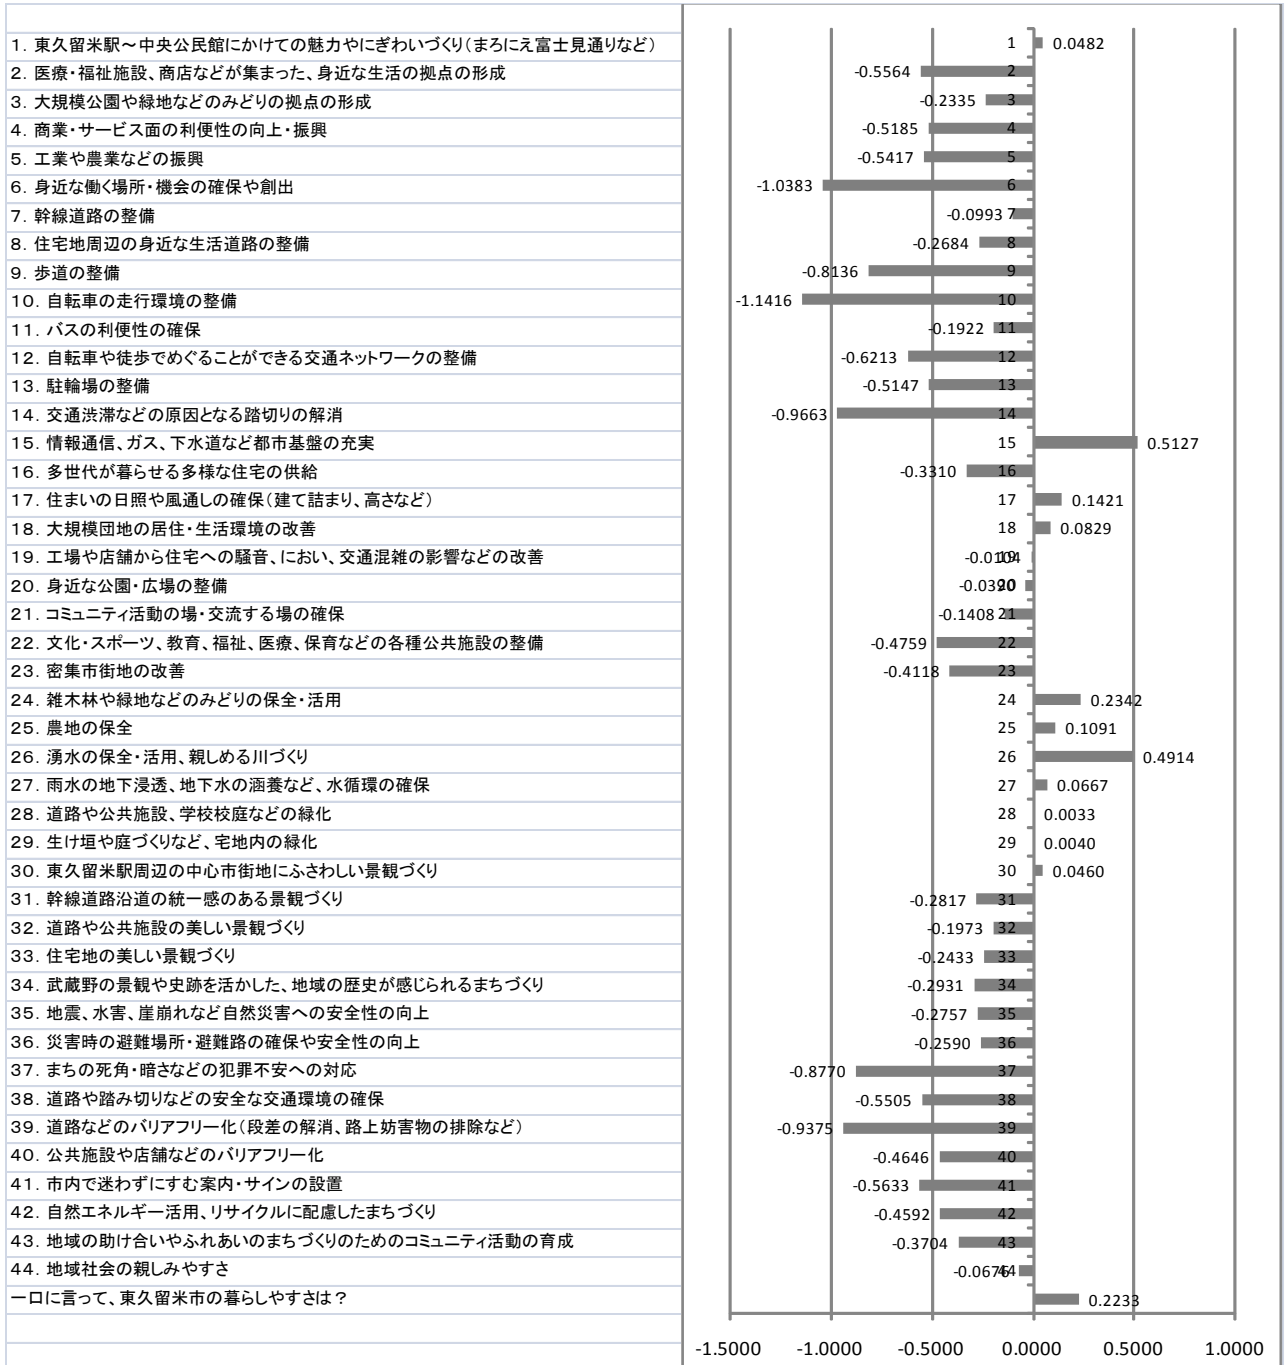 1．東久留米駅～中央公民館にかけての魅力やにぎわいづくり（まろにえ富士見通りなど） 1 0.0482
2．医療・福祉施設、商店などが集まった、身近な生活の拠点の形成 -0.5564 2
3．大規模公園や緑地などのみどりの拠点の形成 -0.2335 3
4．商業・サービス面の利便性の向上・振興 -0.5185 4
5．工業や農業などの振興 -0.5417 5
6．身近な働く場所・機会の確保や創出 -1.0383 6
7．幹線道路の整備 -0.0993 7
8．住宅地周辺の身近な生活道路の整備 -0.2684 8
9．歩道の整備 -0.8136 9
10．自転車の走行環境の整備 -1.1416 10
11．バスの利便性の確保 -0.1922 11
12．自転車や徒歩でめぐることができる交通ネットワークの整備 -0.6213 12
13．駐輪場の整備 -0.5147 13
14．交通渋滞などの原因となる踏切りの解消 -0.9663 14
15．情報通信、ガス、下水道など都市基盤の充実 15 0.5127
16．多世代が暮らせる多様な住宅の供給 -0.3310 16
17．住まいの日照や風通しの確保（建て詰まり、高さなど） 17 0.1421
18．大規模団地の居住・生活環境の改善 18 0.0829
19．工場や店舗から住宅への騒音、におい、交通混雑の影響などの改善 -0.0104 19
20．身近な公園・広場の整備 -0.0390 20
21．コミュニティ活動の場・交流する場の確保 -0.1408 21
22．文化・スポーツ、教育、福祉、医療、保育などの各種公共施設の整備 -0.4759 22
23．密集市街地の改善 -0.4118 23
24．雑木林や緑地などのみどりの保全・活用 24 0.2342
25．農地の保全 25 0.1091
26．湧水の保全・活用、親しめる川づくり 26 0.4914
27．雨水の地下浸透、地下水の涵養など、水循環の確保 27 0.0667
28．道路や公共施設、学校校庭などの緑化 28 0.0033
29．生け垣や庭づくりなど、宅地内の緑化 29 0.0040
30．東久留米駅周辺の中心市街地にふさわしい景観づくり 30 0.0460
31．幹線道路沿道の統一感のある景観づくり -0.2817 31
32．道路や公共施設の美しい景観づくり -0.1973 32
33．住宅地の美しい景観づくり -0.2433 33
34．武蔵野の景観や史跡を活かした、地域の歴史が感じられるまちづくり -0.2931 34
35．地震、水害、崖崩れなど自然災害への安全性の向上 -0.2757 35
36．災害時の避難場所・避難路の確保や安全性の向上 -0.2590 36
37．まちの死角・暗さなどの犯罪不安への対応 -0.8770 37
38．道路や踏み切りなどの安全な交通環境の確保 -0.5505 38
39．道路などのバリアフリー化（段差の解消、路上妨害物の排除など） -0.9375 39
40．公共施設や店舗などのバリアフリー化 -0.4646 40
41．市内で迷わずにすむ案内・サインの設置 -0.5633 41
42．自然エネルギー活用、リサイクルに配慮したまちづくり -0.4592 42
43．地域の助け合いやふれあいのまちづくりのためのコミュニティ活動の育成 -0.3704 43
44．地域社会の親しみやすさ -0.0676 44
一口に言って、東久留米市の暮らしやすさは？ 0.2233
-1.5000 -1.0000 -0.5000 0.0000 0.5000 1.0000